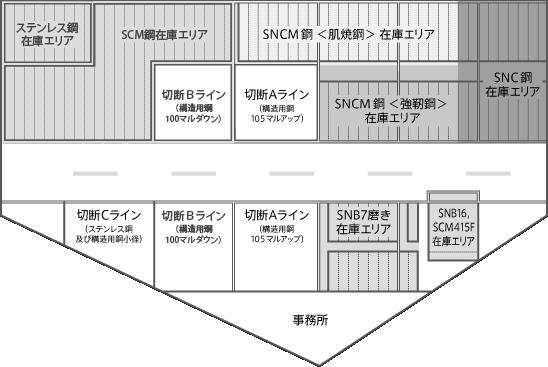 ステンレス鋼
在庫エリア
SCM鋼在庫エリア
SNCM鋼＜肌焼鋼＞在庫エリア
SNC鋼
在庫エリア
切断Bライン
(構造用鋼
100マルダウン)
切断Aライン
(構造用鋼
105マルアップ)
SNCM鋼＜強靭鋼＞
在庫エリア
切断Cライン
(ステンレス鋼
及び構造用鋼小径)
切断Bライン
(構造用鋼
100マルダウン)
切断Aライン
(構造用鋼
105マルアップ)
SNB7磨き
在庫エリア
SNB16,
SCM415F
在庫エリア
事務所